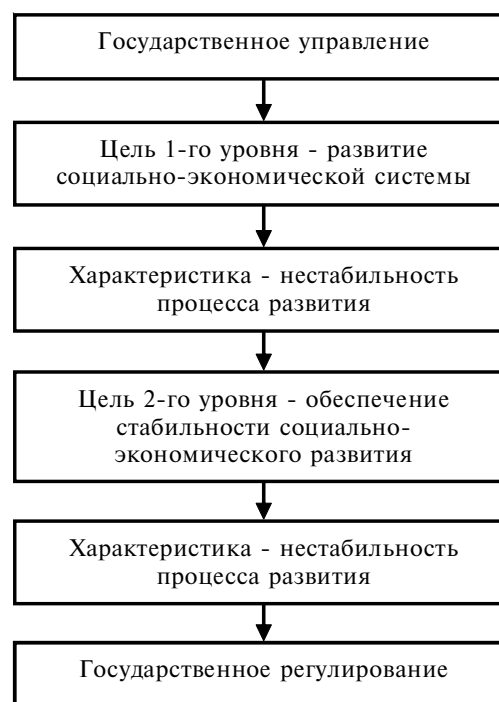 Государственное управление
Цель 1-го уровня - развитие
социально-экономической системы
Характеристика - нестабильность
процесса развития
Цель 2-го уровня - обеспечение
стабильности социально-
экономического развития
Характеристика - нестабильность
процесса развития
Государственное регулирование